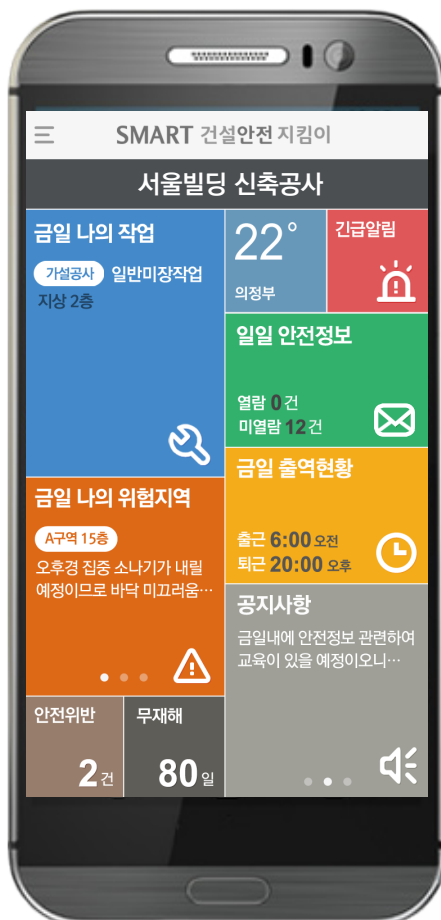 SMART 건설안전 지킴이
서울빌딩 신축공사
금일 나의 작업
가설공사 일반미장작업
지상 2층
22°
의정부
긴급알림
일일 안전정보
열람 0건
미열람 12건
금일 출역현황
출근 6:00 오전
퇴근 20:00 오후
금일 나의 위험지역
A구역 15층
오후경 집중 소나기가 내릴
예정이므로 바닥 미끄러움…
공지사항
금일내에 안전정보 관련하여
교육이 있을 예정이오니…
안전위반
2건
무재해
80일